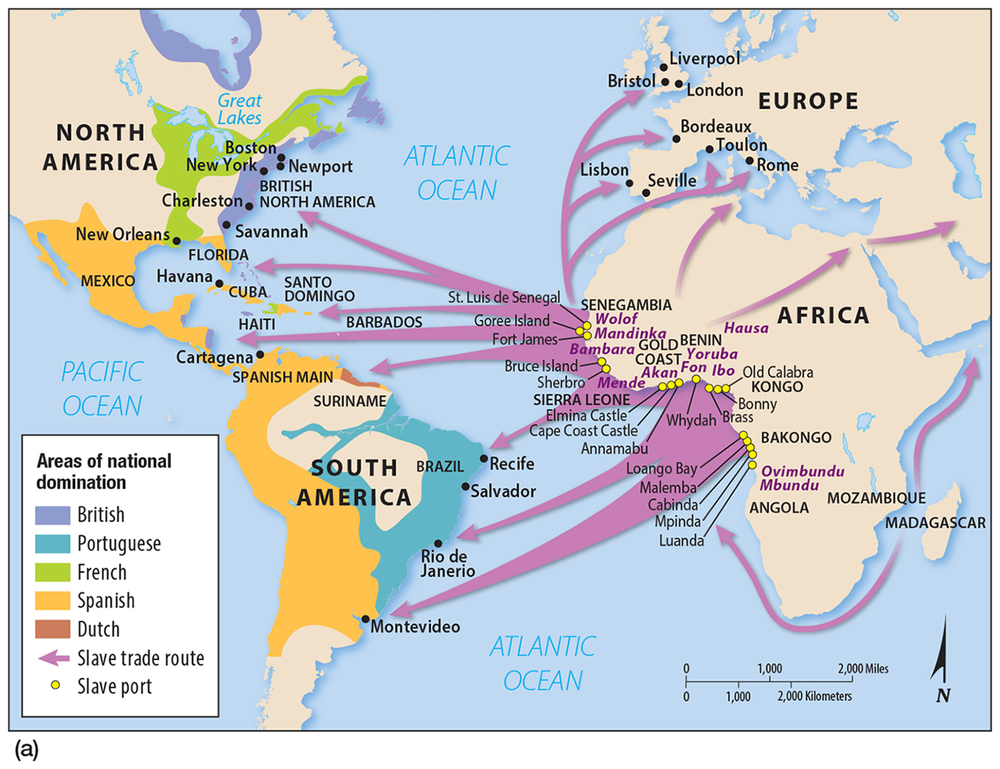 Liverpool
Bristol
London
EUROPE
Great
Lakes
Bordeaux
NORTH
AMERICA
Boston
Toulon
New York
Newport
ATLANTIC
OCEAN
Lisbon
Rome
Seville
BRITISH
NORTH AMERICA
Charleston
New Orleans
Savannah
FLORIDA
MEXICO
Havana
CUBA
SANTO
DOMINGO
HAITI
BARBADOS
St. Luis de Senegal
SENEGAMBIA
Wolof
Goree Island
Mandinka
Fort James
Bambara
GOLD
COAST
BENIN
Hausa
AFRICA
Yoruba
Cartagena
SPANISH MAIN
Bruce Island
Akan
Fon
Ibo
Old Calabra
Sherbro
Mende
KONGO
PACIFIC
OCEAN
SURINAME
SIERRA LEONE
Bonny
Elmina Castle
Whydah
Brass
Cape Coast Castle
Annamabu
BAKONGO
SOUTH
AMERICA
BRAZIL
Recife
Loango Bay
Ovimbundu
Mbundu
Salvador
Malemba
Cabinda
ANGOLA
MOZAMBIQUE
Mpinda
MADAGASCAR
Luanda
Rio de
Janerio
Montevideo
ATLANTIC
OCEAN
Areas of national
domination
British
Portuguese
French
Spanish
Dutch
Slave trade route
Slave port
0 1,000 2,000 Miles
0 1,000 2,000 Kilometers
N
(a)